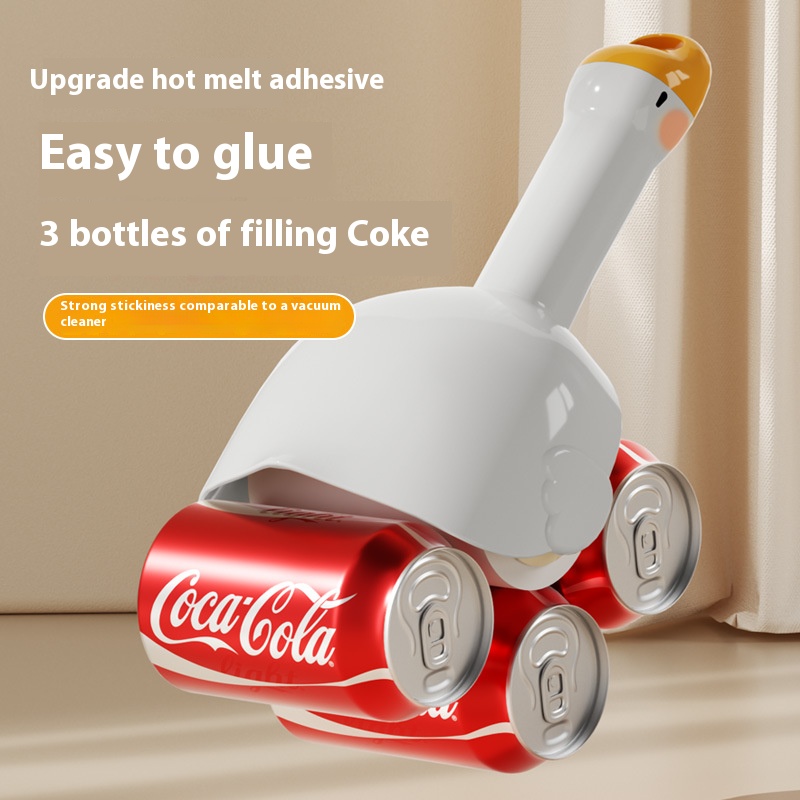 Upgrade hot melt adhesive
Easy to glue
3 bottles of filling Coke
Strong stickiness comparable to a vacuum
cleaner
Coca-Cola